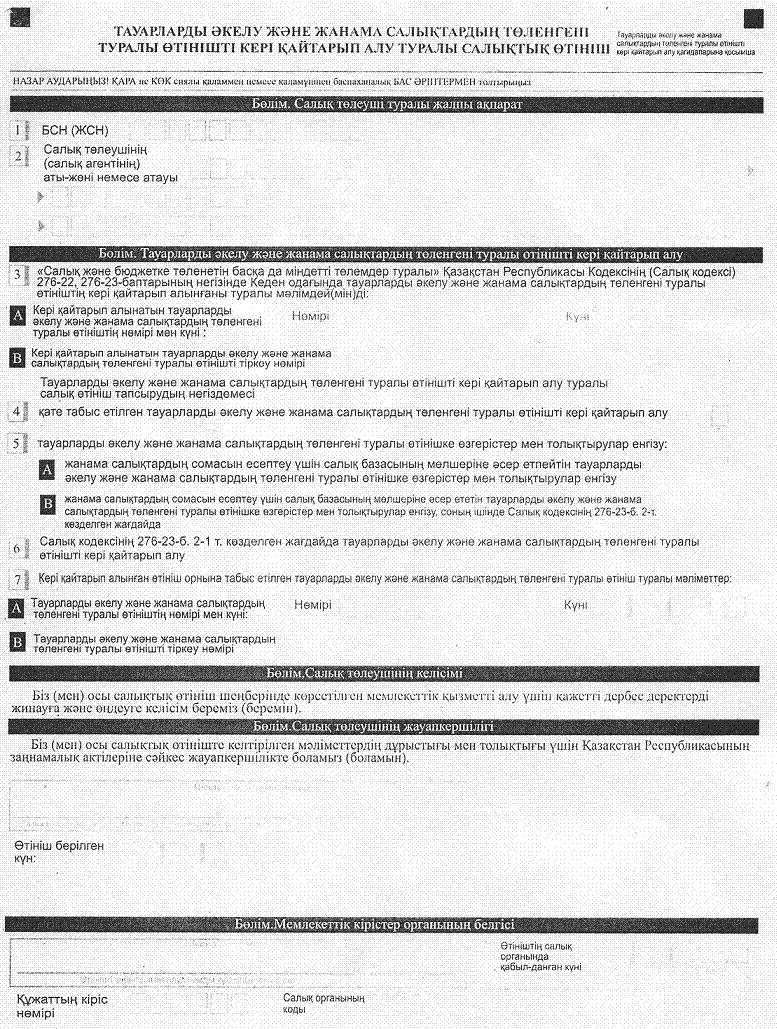 ТАУАРЛАРДЫ ӘКЕЛУ ЖӘНЕ ЖАНАМА САЛЫҚТАРДЫҢ ТӨЛЕНГЕНІ
ТУРАЛЫ ӨТІНІШТІ КЕРІ ҚАЙТАРЫП АЛУ ТУРАЛЫ САЛЫҚТЫҚ ӨТІНІШ
Тауарларды әкелу және жанама
салықтардың төленгені туралы өтінішті
кері қайтарып алу қағидаларына қосымша
НАЗАР АУДАРЫҢЫЗ! ҚАРА не КӨК сиялы қаламмен немесе қаламұшпен баспаханалық БАС ӘРІПТЕРМЕН толтырыңыз
Бөлім. Салық төлеуші туралы жалпы ақпарат
1 БСН (ЖСН)
2 Салық төлеушінің
(салық агентінің)
аты-жөні немесе атауы
Бөлім. Тауарларды әкелу және жанама салықтардың төленгені туралы өтінішті кері қайтарып алу
3 «Салық және бюджетке төленетін басқа да міндетті төлемдер туралы» Қазақстан Республикасы Кодексінің (Салық кодексі)
276-22, 276-23-баптарының негізінде Кеден одағында тауарларды әкелу және жанама салықтардың төленгені туралы
өтініштің кері қайтарып алынғаны туралы мәлімдей(мін)ді:
A Кері қайтарып алынатын тауарларды
әкелу және жанама салықтардың төленгені
туралы өтініштің нөмірі мен күні :
Нөмірі Күні
B Кері қайтарып алынатын тауарларды әкелу және жанама
салықтардың төленгені туралы өтінішті тіркеу нөмірі
Тауарларды әкелу және жанама салықтардың төленгені туралы өтінішті кері қайтарып алу туралы
салық өтініш тапсырудың негіздемесі
4 қате табыс етілген тауарларды әкелу және жанама салықтардың төленгені туралы өтінішті кері қайтарып алу
5 тауарларды әкелу және жанама салықтардың төленгені туралы өтінішке өзгерістер мен толықтырулар енгізу:
A жанама салықтардың сомасын есептеу үшін салық базасының мөлшеріне әсер етпейтін тауарларды
әкелу және жанама салықтардың төленгені туралы өтінішке өзгерістер мен толықтырулар енгізу
B жанама салықтардың сомасын есептеу үшін салық базасының мөлшеріне әсер ететін тауарларды әкелу және жанама
салықтардың төленгені туралы өтінішке өзгерістер мен толықтырулар енгізу, соның ішінде Салық кодексінің 276-23-б. 2-т.
көзделген жағдайда
6 Салық кодексінің 276-23-б. 2-1 т. көзделген жағдайда тауарларды әкелу және жанама салықтардың төленгені туралы
өтінішті кері қайтарып алу
7 Кері қайтарып алынған өтініш орнына табыс етілген тауарларды әкелу және жанама салықтардың төленгені туралы өтініш туралы мәліметтер:
A Тауарларды әкелу және жанама салықтардың
төленгені туралы өтініштің нөмірі мен күні:
Нөмірі Күні
B Тауарларды әкелу және жанама салықтардың
төленгені туралы өтінішті тіркеу нөмірі
Бөлім.Салық төлеушінің келісімі
Біз (мен) осы салықтық өтініш шеңберінде көрсетілген мемлекеттік қызметті алу үшін қажетті дербес деректерді
жинауға және өңдеуге келісім береміз (беремін).
Бөлім.Салық төлеушінің жауапкершілігі
Біз (мен) осы салықтық өтініште келтірілген мәліметтердің дұрыстығы мен толықтығы үшін Қазақстан Республикасының
заңнамалық актілеріне сәйкес жауапкершілікте боламыз (боламын).
Өтініш берілген
күн:
Бөлім.Мемлекеттік кірістер органының белгісі
Өтініштің салық
органында
қабыл-данған күні
Құжаттың кіріс
нөмірі
Салық органының
коды